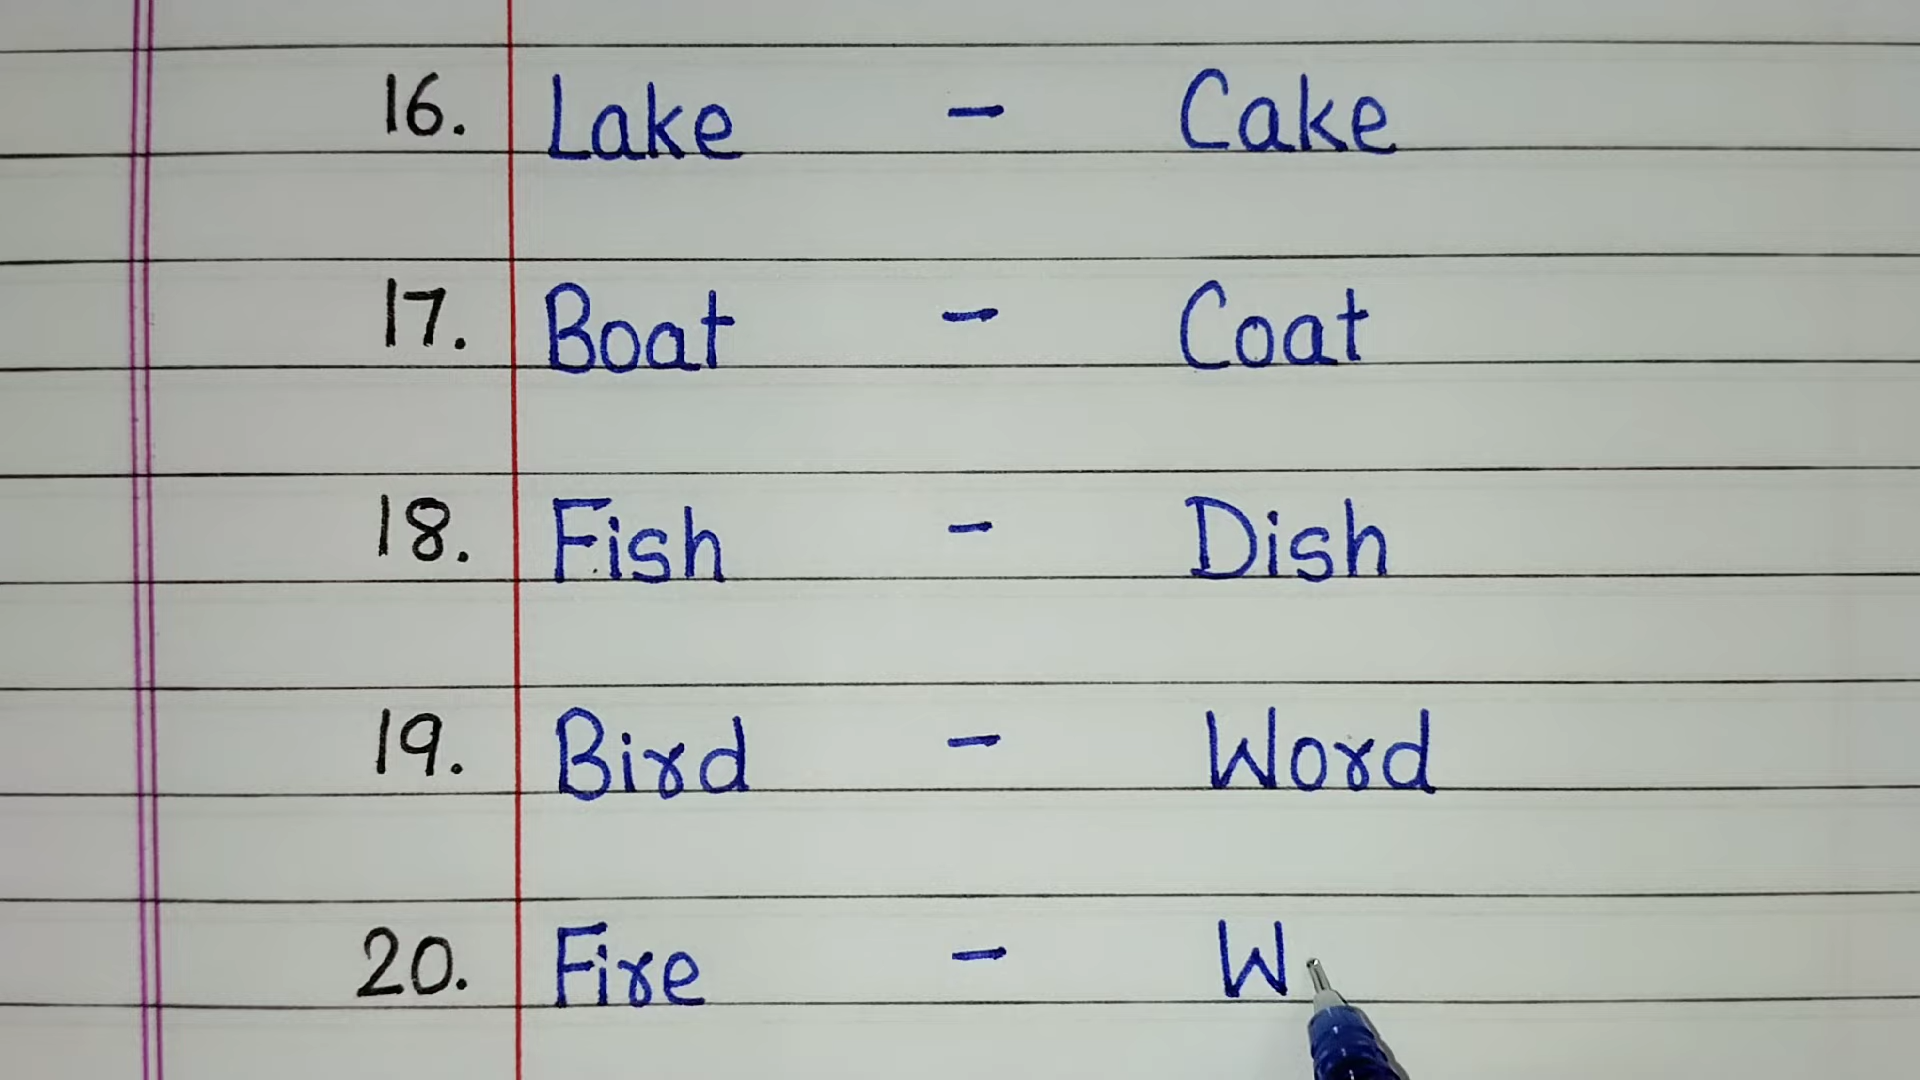 16. Lake - Cake
17. Boat - Coat
18. Fish - Dish
19. Bird - Word
20. Fire - W